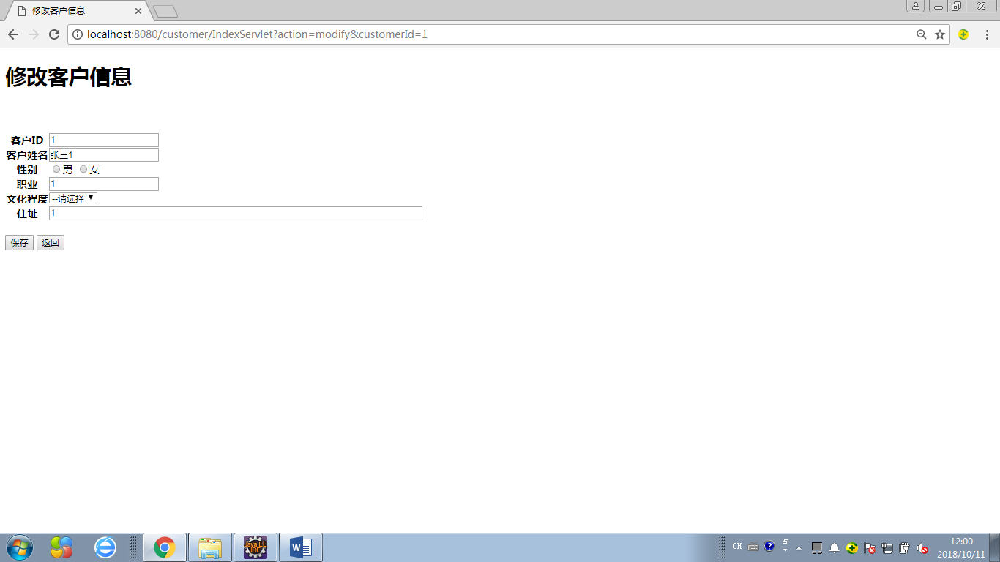 修改客户信息
localhost:8080/customer/IndexServlet?action=modify&customerId=1
修改客户信息
客户ID 1
客户姓名 张三1
性别 男 女
职业 1
文化程度 --请选择
住址 1
保存 返回
Java EE
IDE
W
CH
12:00
2018/10/11